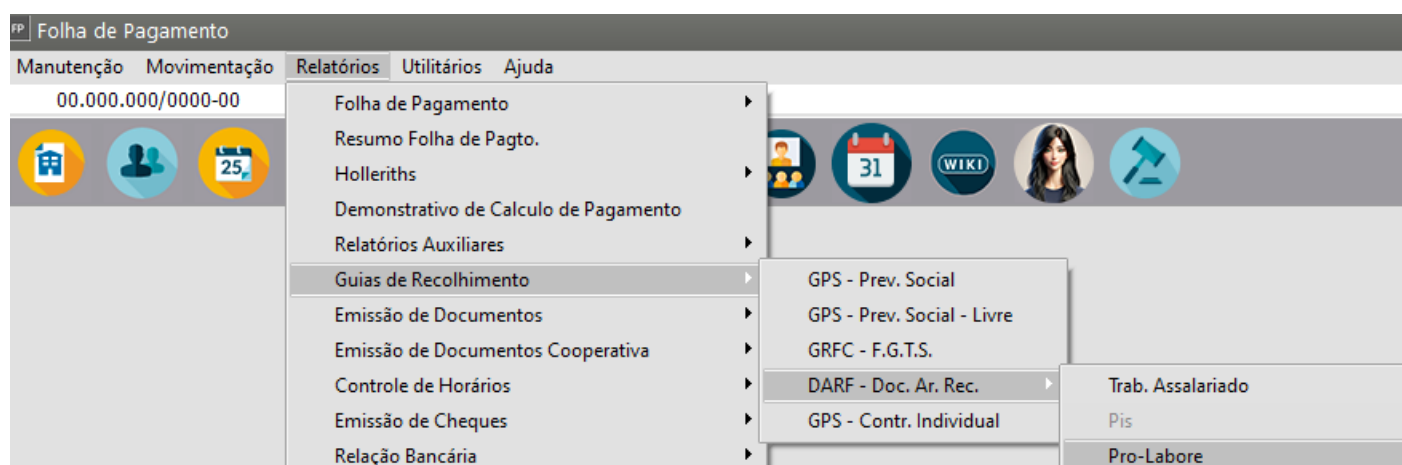 FP Folha de Pagamento
Manutenção Movimentação Relatórios Utilitários Ajuda
00.000.000/0000-00
Folha de Pagamento
Resumo Folha de Pagto.
Holleriths
Demonstrativo de Calculo de Pagamento
Relatórios Auxiliares
Guias de Recolhimento
Emissão de Documentos
Emissão de Documentos Cooperativa
Controle de Horários
Emissão de Cheques
Relação Bancária
25
31
WIKI
GPS - Prev. Social
GPS - Prev. Social - Livre
GRFC - F.G.T.S.
DARF - Doc. Ar. Rec.
GPS - Contr. Individual
Trab. Assalariado
Pis
Pro-Labore